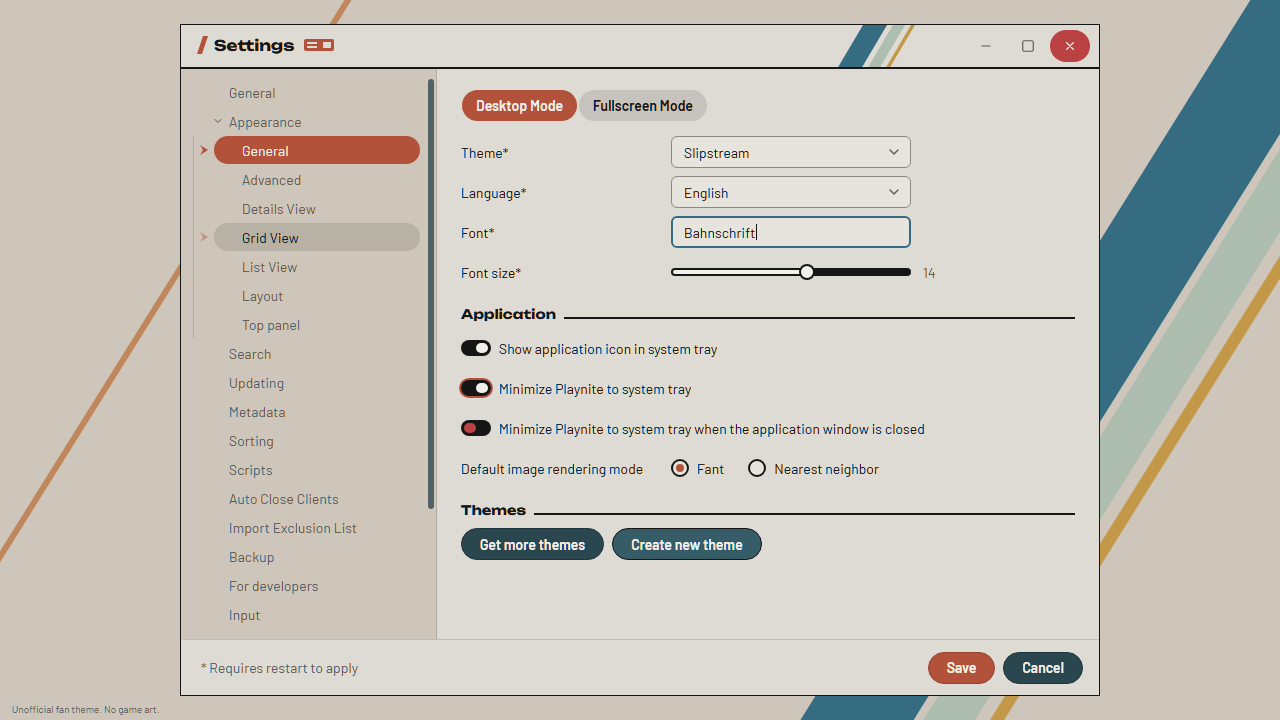 Settings
General
Appearance
General
Advanced
Details View
Grid View
List View
Layout
Top panel
Search
Updating
Metadata
Sorting
Scripts
Auto Close Clients
Import Exclusion List
Backup
For developers
Input
Desktop Mode
Fullscreen Mode
Theme* Slipstream
Language* English
Font* Bahnschrift
Font size* 14
Application
Show application icon in system tray
Minimize Playnite to system tray
Minimize Playnite to system tray when the application window is closed
Default image rendering mode Fant Nearest neighbor
Themes
Get more themes Create new theme
* Requires restart to apply
Save Cancel
Unofficial fan theme. No game art.